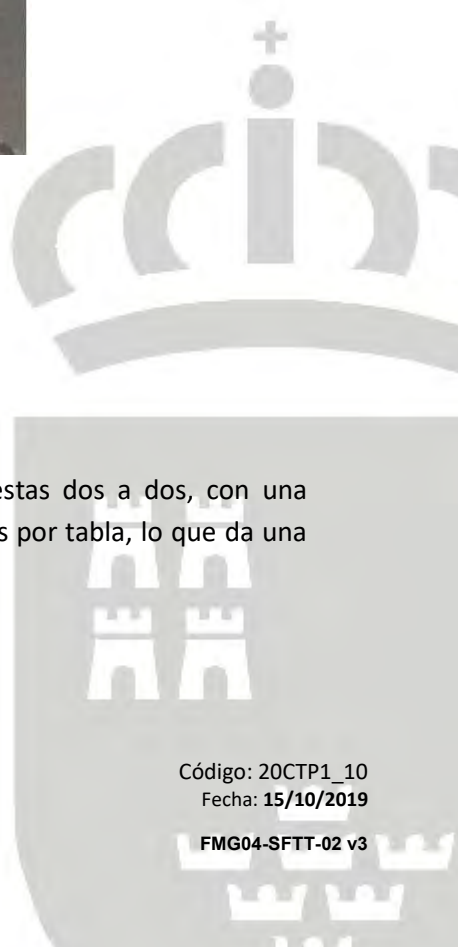 estas dos a dos, con una
s por tabla, lo que da una
Código: 20CTP1_10
Fecha: 15/10/2019
FMG04-SFTT-02 v3